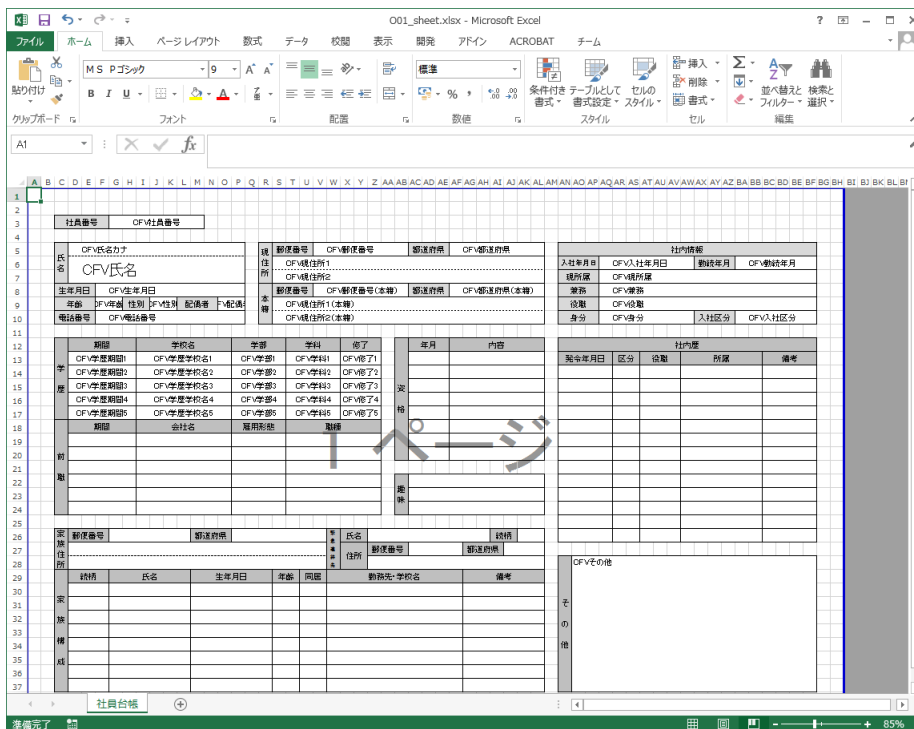 O01_sheet.xlsx - Microsoft Excel
ファイル ホーム 挿入 ページ レイアウト 数式 データ 校閲 表示 開発 アドイン ACROBAT チーム
MS Pゴシック 9 標準
貼り付け 条件付き書式 テーブルとして書式設定 セルのスタイル 挿入 削除 書式 並べ替えとフィルター 検索と選択
クリップボード フォント 配置 数値 スタイル セル 編集
A1
社員番号 CFV社員番号
氏名 CFV氏名カナ 現住所 郵便番号 CFV郵便番号 都道府県 CFV都道府県 社内情報
CFV氏名 CFV現住所1 入社年月日 CFV入社年月日 勤続年月 CFV勤続年月
CFV現住所2 現所属 CFV現所属
生年月日 CFV生年月日 本籍 郵便番号 CFV郵便番号(本籍) 都道府県 CFV都道府県(本籍) 兼務 CFV兼務
年齢 性別 配偶者 CFV現住所1(本籍) 役職 CFV役職
電話番号 CFV電話番号 CFV現住所2(本籍) 身分 CFV身分 入社区分 CFV入社区分
学歴 期間 学校名 学部 学科 修了 資格 年月 内容 社内歴
CFV学歴期間1 CFV学歴学校名1 CFV学部1 CFV学科1 CFV修了1 発令年月日 区分 役職 所属 備考
CFV学歴期間2 CFV学歴学校名2 CFV学部2 CFV学科2 CFV修了2
CFV学歴期間3 CFV学歴学校名3 CFV学部3 CFV学科3 CFV修了3
CFV学歴期間4 CFV学歴学校名4 CFV学部4 CFV学科4 CFV修了4
CFV学歴期間5 CFV学歴学校名5 CFV学部5 CFV学科5 CFV修了5
前職 期間 会社名 雇用形態 職種
1 ページ
趣味
家族住所 郵便番号 都道府県 氏名 続柄
住所 郵便番号 都道府県
CFVその他
家族構成 続柄 氏名 生年月日 年齢 同居 勤務先・学校名 備考
その他
社員台帳
準備完了 85%